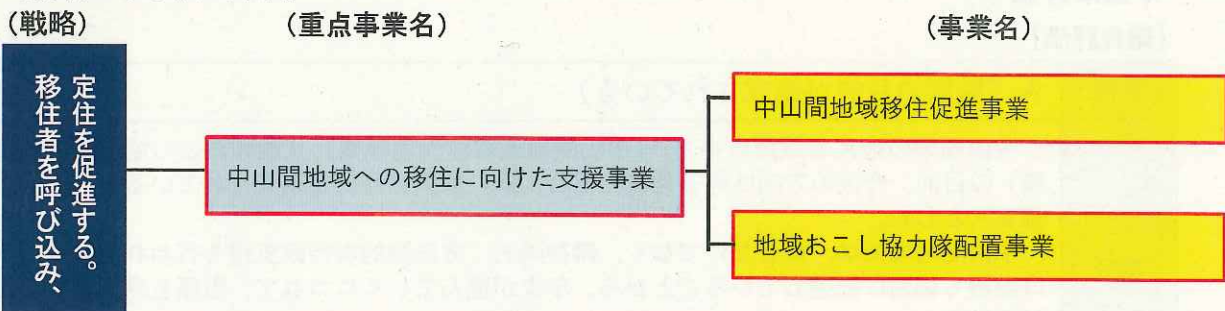 (戦略)
(重点事業名)
(事業名)
移住者を呼び込み、
定住を促進する。
中山間地域への移住に向けた支援事業
中山間地域移住促進事業
地域おこし協力隊配置事業